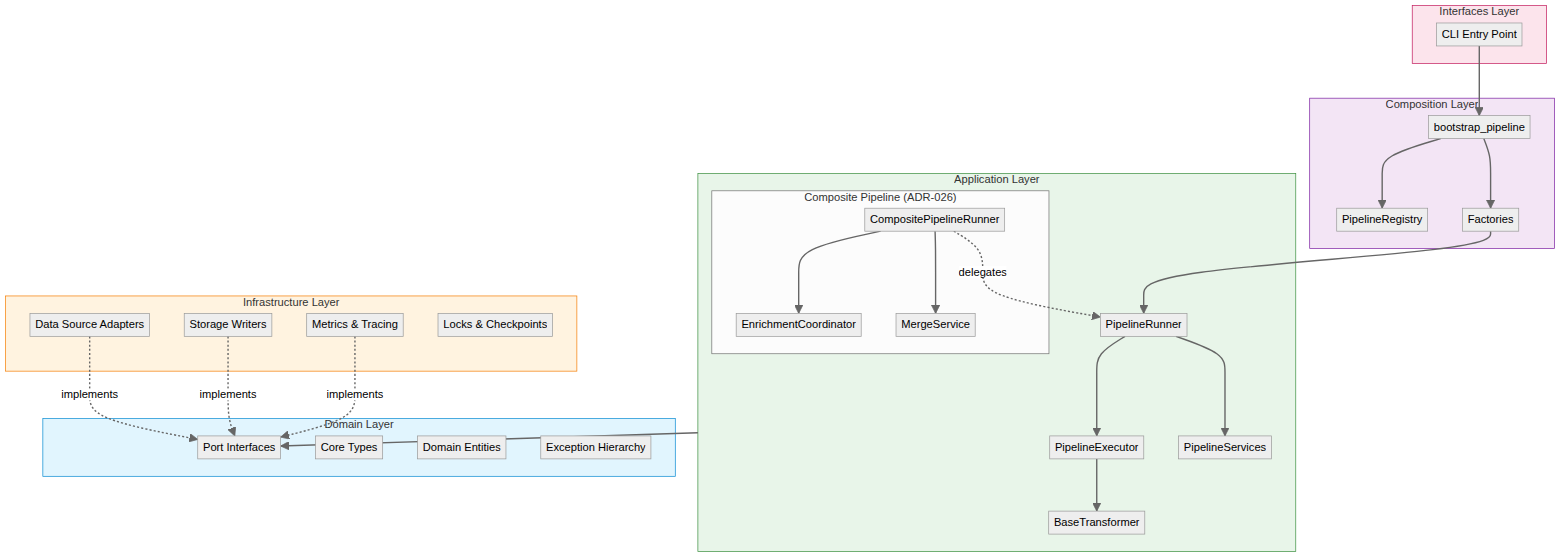 Interfaces Layer
CLI Entry Point
Composition Layer
bootstrap_pipeline
PipelineRegistry
Factories
Application Layer
Composite Pipeline (ADR-026)
CompositePipelineRunner
delegates
EnrichmentCoordinator
MergeService
PipelineRunner
PipelineExecutor
PipelineServices
BaseTransformer
Infrastructure Layer
Data Source Adapters
Storage Writers
Metrics & Tracing
Locks & Checkpoints
implements
implements
implements
Domain Layer
Port Interfaces
Core Types
Domain Entities
Exception Hierarchy